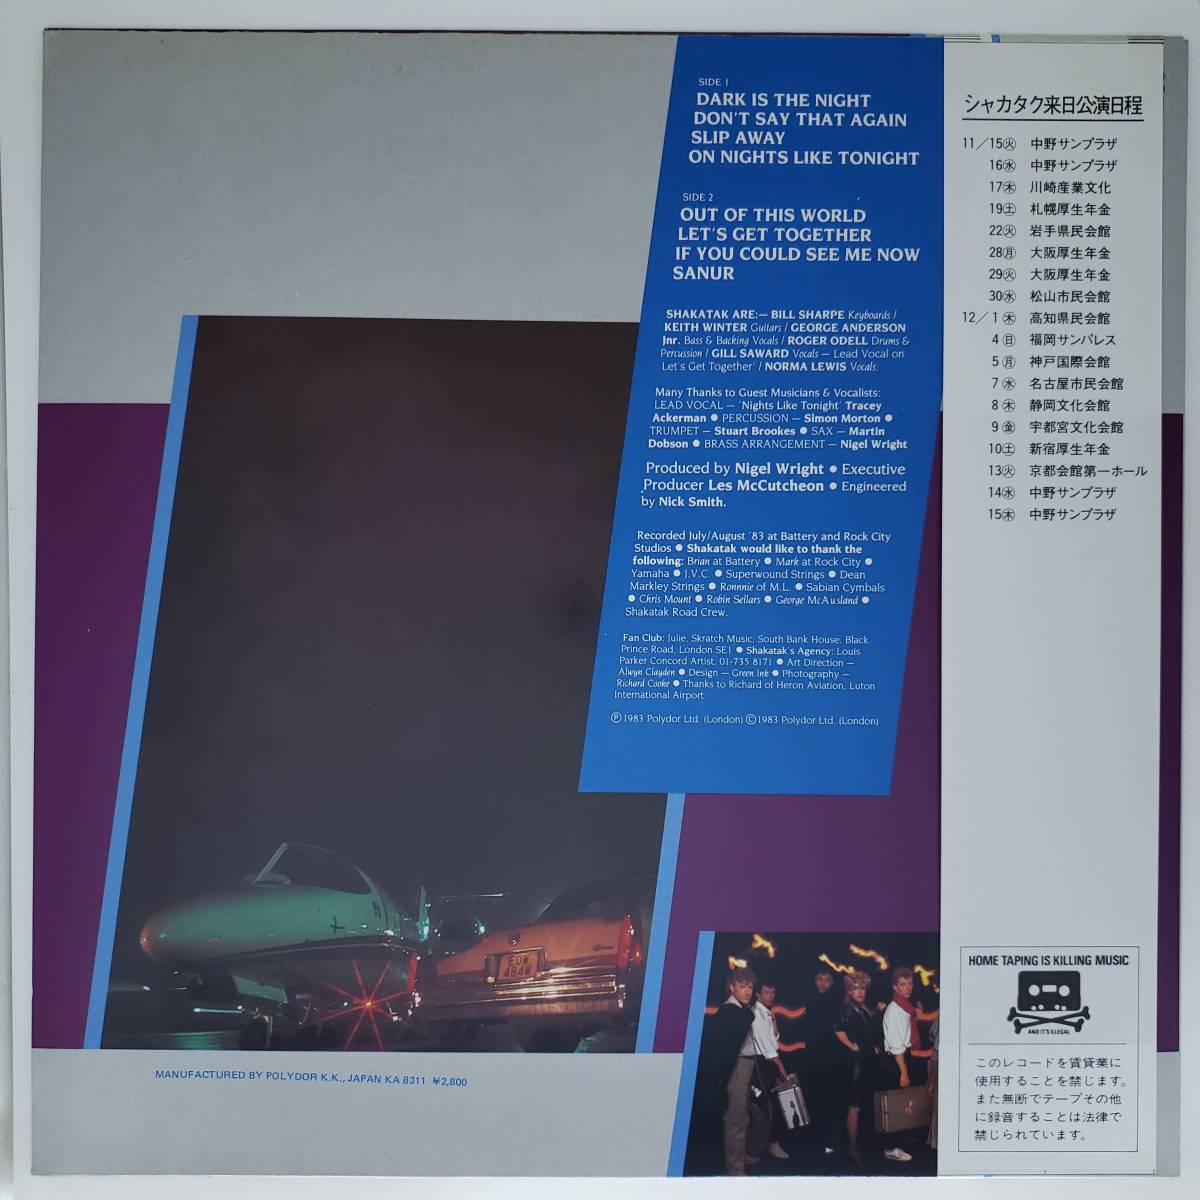 SIDE 1
DARK IS THE NIGHT
DON'T SAY THAT AGAIN
SLIP AWAY
ON NIGHTS LIKE TONIGHT
SIDE 2
OUT OF THIS WORLD
LET'S GET TOGETHER
IF YOU COULD SEE ME NOW
SANUR
SHAKATAK ARE:— BILL SHARPE Keyboards /
KEITH WINTER Guitars / GEORGE ANDERSON
Jnr. Bass & Backing Vocals / ROGER ODELL Drums &
Percussion / GILL SAWARD Vocals — Lead Vocal on
Let's Get Together' / NORMA LEWIS Vocals.
Many Thanks to Guest Musicians & Vocalists:
LEAD VOCAL — 'Nights Like Tonight' Tracey
Ackerman ● PERCUSSION — Simon Morton ●
TRUMPET — Stuart Brookes ● SAX — Martin
Dobson ● BRASS ARRANGEMENT — Nigel Wright
Produced by Nigel Wright ● Executive
Producer Les McCutcheon ● Engineered
by Nick Smith.
Recorded July/August '83 at Battery and Rock City
Studios ● Shakatak would like to thank the
following: Brian at Battery ● Mark at Rock City ●
Yamaha ● J.V.C. ● Superwound Strings ● Dean
Markley Strings ● Ronnnie of M.L. ● Sabian Cymbals
● Chris Mount ● Robin Sellars ● George McAusland ●
Shakatak Road Crew.
Fan Club: Julie, Skratch Music, South Bank House, Black
Prince Road, London SE1 ● Shakatak's Agency: Louis
Parker Concord Artist. 01-735 8171 ● Art Direction —
Alwyn Clayden ● Design — Green Ink ● Photography —
Richard Cooke ● Thanks to Richard of Heron Aviation, Luton
International Airport.
Ⓟ1983 Polydor Ltd. (London) Ⓒ1983 Polydor Ltd. (London)
EOW
484W
MANUFACTURED BY POLYDOR K.K., JAPAN KA 8311 ¥2,800
シャカタク来日公演日程
11／15㊋ 中野サンプラザ
16㊌ 中野サンプラザ
17㊍ 川崎産業文化
19㊏ 札幌厚生年金
22㊋ 岩手県民会館
28㊊ 大阪厚生年金
29㊋ 大阪厚生年金
30㊌ 松山市民会館
12／1㊍ 高知県民会館
4㊐ 福岡サンパレス
5㊊ 神戸国際会館
7㊌ 名古屋市民会館
8㊍ 静岡文化会館
9㊎ 宇都宮文化会館
10㊏ 新宿厚生年金
13㊋ 京都会館第一ホール
14㊌ 中野サンプラザ
15㊍ 中野サンプラザ
HOME TAPING IS KILLING MUSIC
AND IT'S ILLEGAL
このレコードを賃貸業に
使用することを禁じます。
また無断でテープその他
に録音することは法律で
禁じられています。